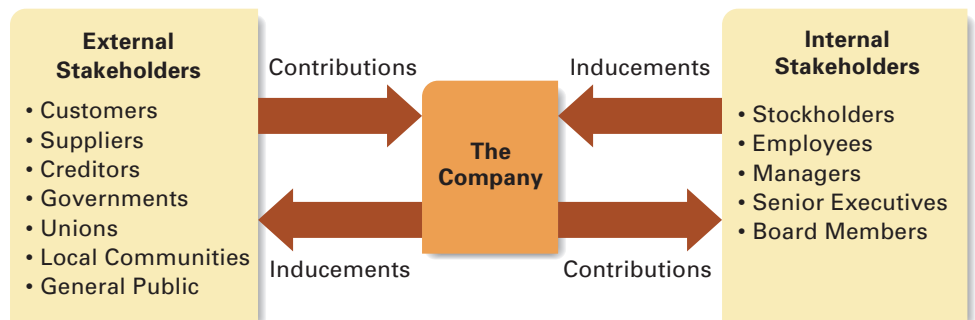 External
Stakeholders
• Customers
• Suppliers
• Creditors
• Governments
• Unions
• Local Communities
• General Public
Contributions
Inducements
The
Company
Inducements
Contributions
Internal
Stakeholders
• Stockholders
• Employees
• Managers
• Senior Executives
• Board Members